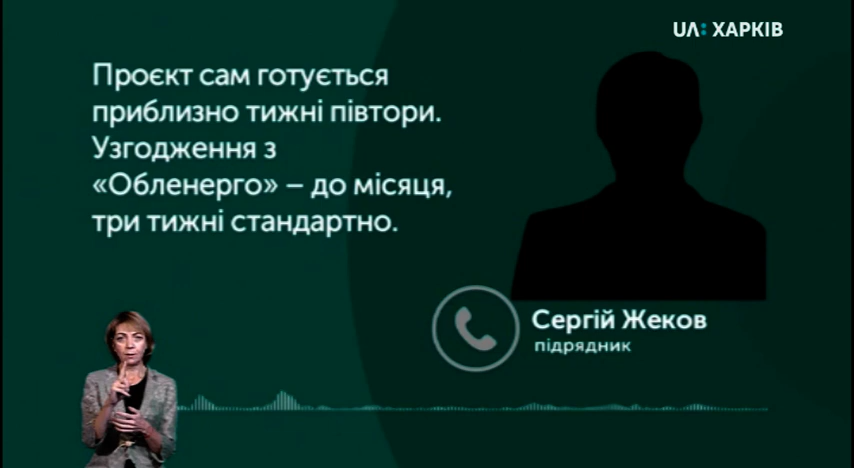 UA: ХАРКІВ
Проєкт сам готується
приблизно тижні півтори.
Узгодження з
«Обленерго» – до місяця,
три тижні стандартно.
Сергій Жеков
підрядник